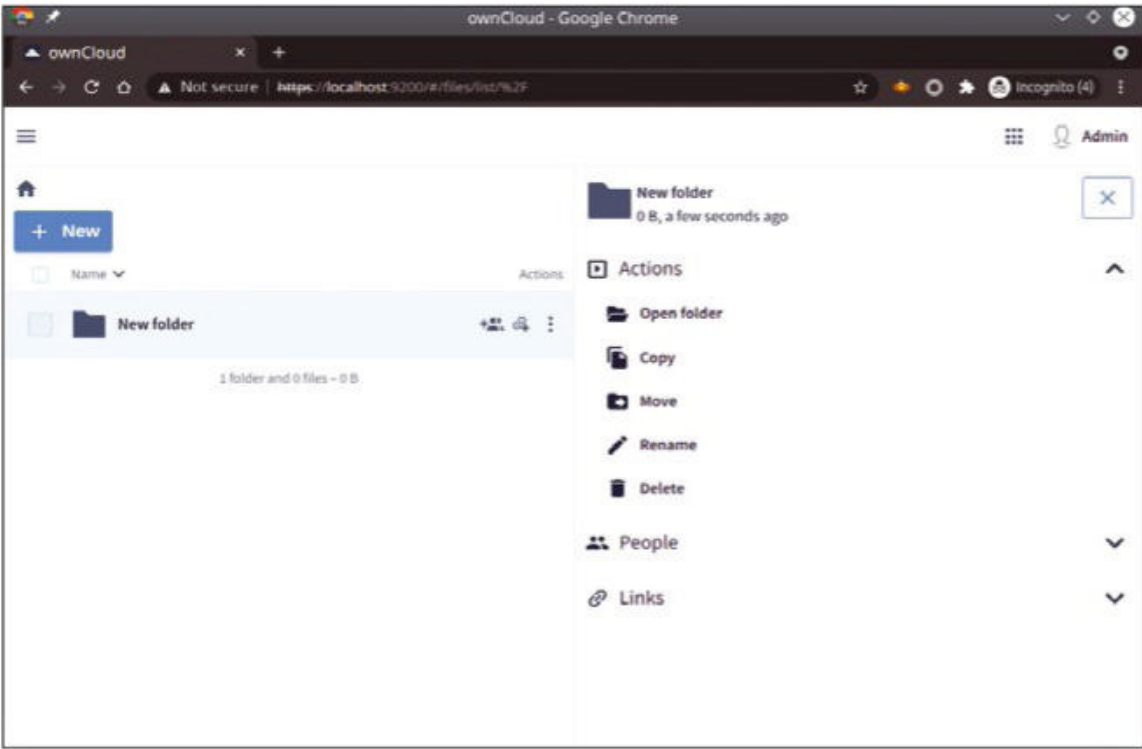 ownCloud - Google Chrome
ownCloud
Not secure | https://localhost:9200/#/files/list/%2F
Incognito (4)
Admin
+ New
Name
Actions
New folder
1 folder and 0 files – 0 B
New folder
0 B, a few seconds ago
Actions
Open folder
Copy
Move
Rename
Delete
People
Links